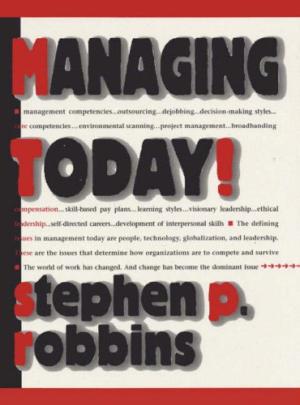 MANAGING
■ management competencies...outsourcing...dejobbing...decision-making styles...
competencies...environmental scanning...project management...broadbanding
TODAY!
compensation...skill-based pay plans...learning styles...visionary leadership...ethical
leadership...self-directed careers...development of interpersonal skills ■ The defining
issues in management today are people, technology, globalization, and leadership.
These are the issues that determine how organizations are to compete and survive
■ The world of work has changed. And change has become the dominant issue
stephen p.
robbins